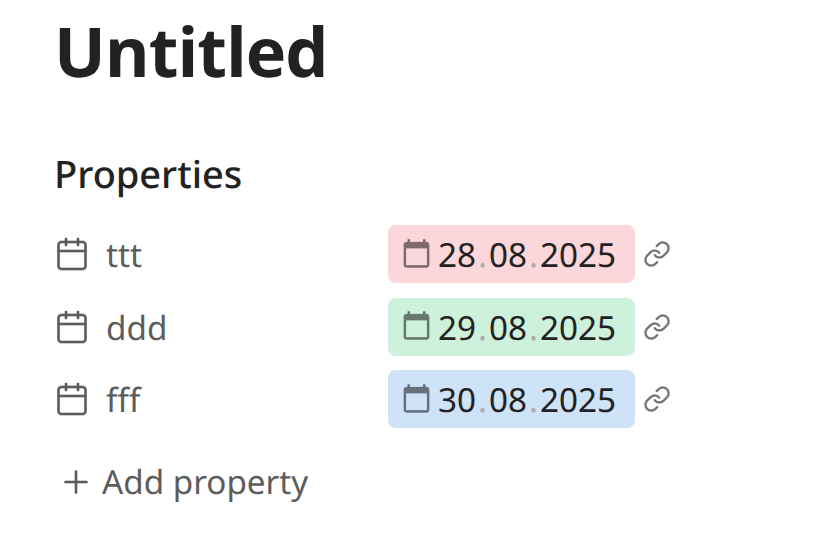 Untitled
Properties
ttt 28.08.2025
ddd 29.08.2025
fff 30.08.2025
+ Add property